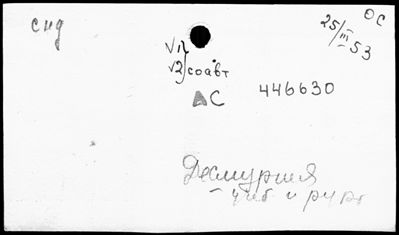 сид
ОС
25/III 53
V1
V2 } соавт
АС 446630
Десмургия